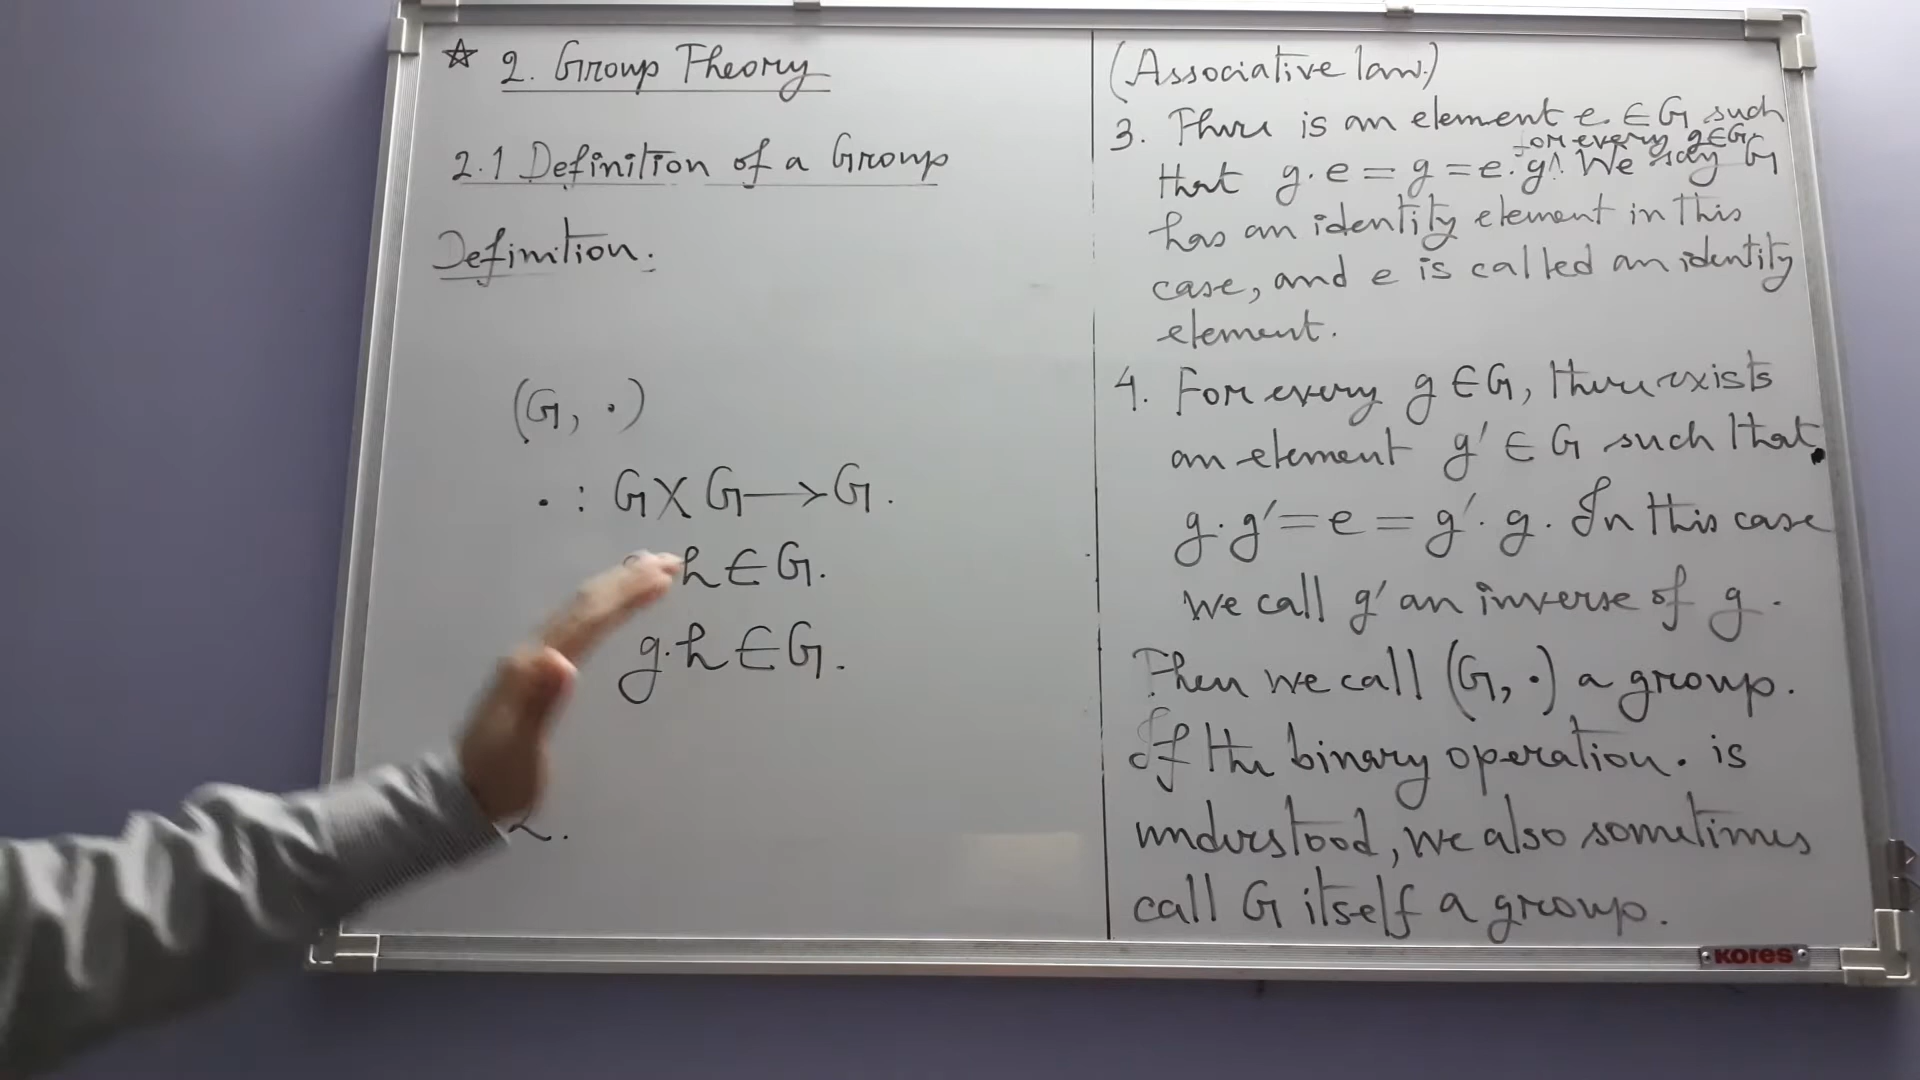 ☆ 2. Group Theory
2.1 Definition of a Group
Definition.
(G, ·)
· : G X G → G.
h ∈ G.
g·h ∈ G.
2.
(Associative law.)
3. There is an element e ∈ G such
for every g∈G
that g·e = g = e·g^. We say G
has an identity element in this
case, and e is called an identity
element.
4. For every g ∈ G, there exists
an element g' ∈ G such that
g·g' = e = g'·g. In this case
we call g' an inverse of g.
Then we call (G, ·) a group.
If the binary operation · is
understood, we also sometimes
call G itself a group.
KORES